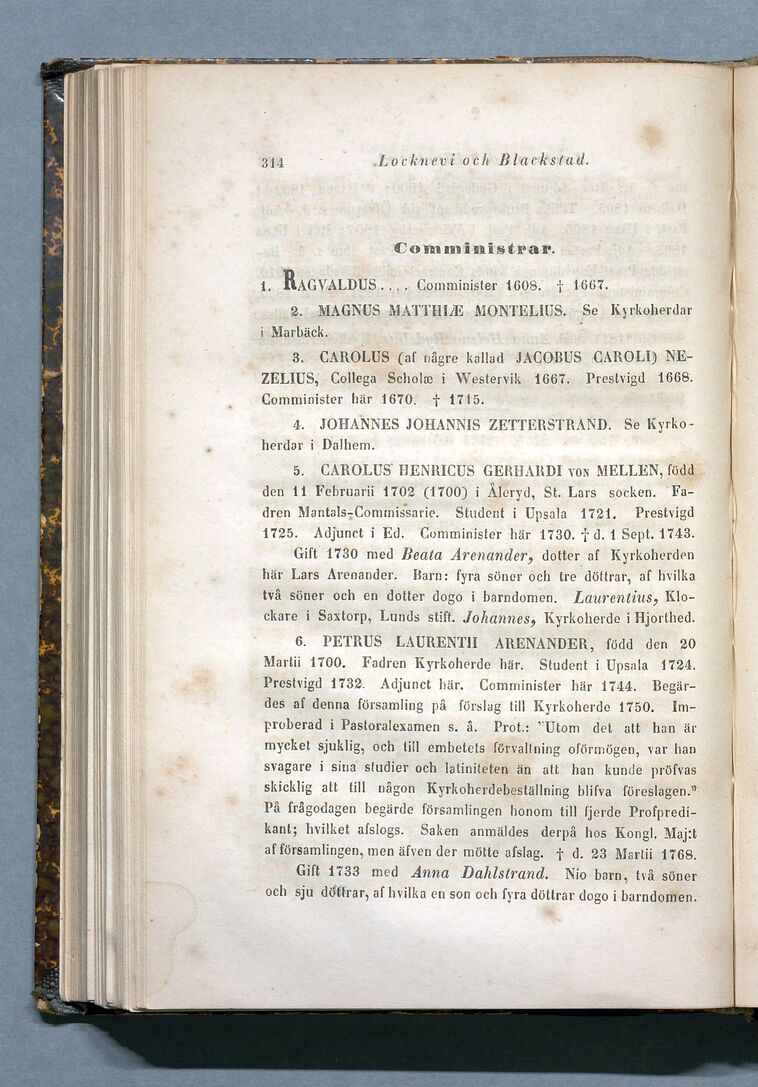 314 Locknevi och Blackstad.
Comministrar.
1. RAGVALDUS.... Comminister 1608. † 1667.
2. MAGNUS MATTHIÆ MONTELIUS. Se Kyrkoherdar
i Marbäck.
3. CAROLUS (af någre kallad JACOBUS CAROLI) NE-
ZELIUS, Collega Scholæ i Westervik 1667. Prestvigd 1668.
Comminister här 1670. † 1715.
4. JOHANNES JOHANNIS ZETTERSTRAND. Se Kyrko-
herdar i Dalhem.
5. CAROLUS HENRICUS GERHARDI VON MELLEN, född
den 11 Februarii 1702 (1700) i Åleryd, St. Lars socken. Fa-
dren Mantals-Commissarie. Student i Upsala 1721. Prestvigd
1725. Adjunct i Ed. Comminister här 1730. † d. 1 Sept. 1743.
Gift 1730 med Beata Arenander, dotter af Kyrkoherden
här Lars Arenander. Barn: fyra söner och tre döttrar, af hvilka
två söner och en dotter dogo i barndomen. Laurentius, Klo-
ckare i Saxtorp, Lunds stift. Johannes, Kyrkoherde i Hjorthed.
6. PETRUS LAURENTII ARENANDER, född den 20
Martii 1700. Fadren Kyrkoherde här. Student i Upsala 1724.
Prestvigd 1732. Adjunct här. Comminister här 1744. Begär-
des af denna församling på förslag till Kyrkoherde 1750. Im-
proberad i Pastoralexamen s. å. Prot.: "Utom det att han är
mycket sjuklig, och till embetets förvaltning oförmögen, var han
svagare i sina studier och latiniteten än att han kunde pröfvas
skicklig att till någon Kyrkoherdebeställning blifva föreslagen."
På frågodagen begärde församlingen honom till fjerde Profpredi-
kant; hvilket afslogs. Saken anmäldes derpå hos Kongl. Maj:t
af församlingen, men äfven der mötte afslag. † d. 23 Martii 1768.
Gift 1733 med Anna Dahlstrand. Nio barn, två söner
och sju döttrar, af hvilka en son och fyra döttrar dogo i barndomen.